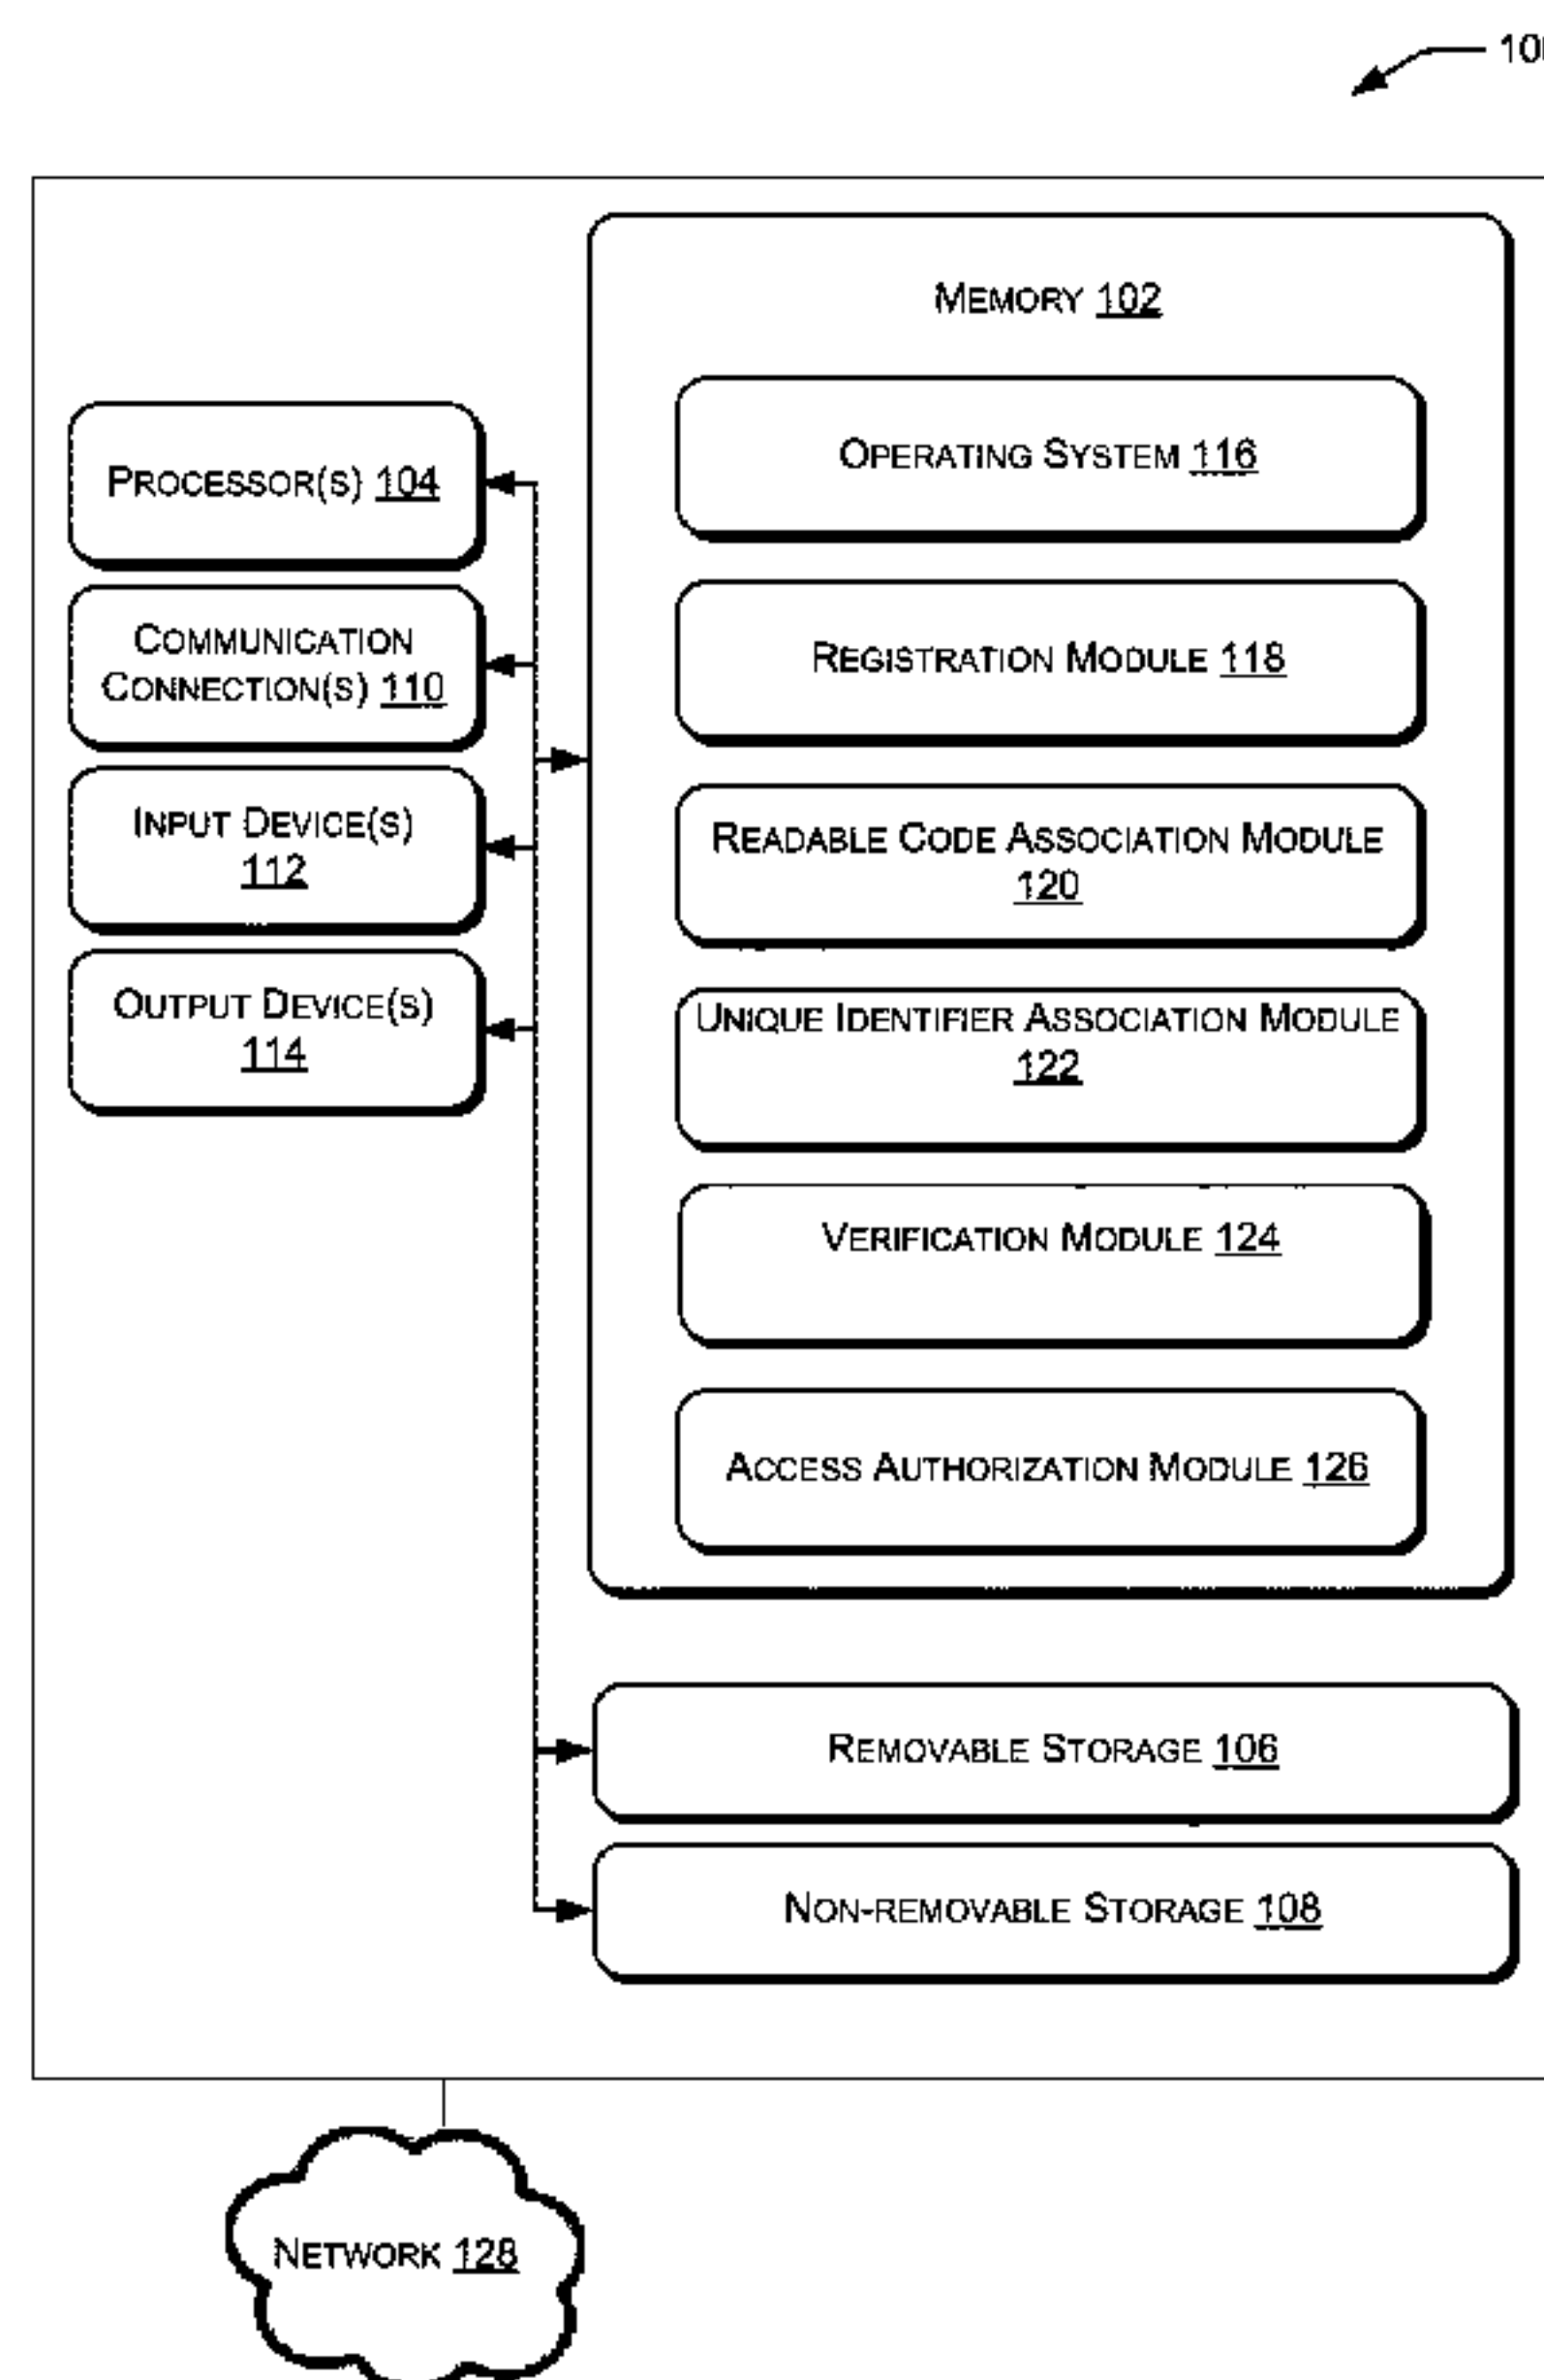 MEMORY 102
OPERATING SYSTEM 116
PROCESSOR(S) 104
COMMUNICATION
CONNECTION(S) 110
REGISTRATION MODULE 118
INPUT DEVICE(S)
112
READABLE CODE ASSOCIATION MODULE
120
OUTPUT DEVICE(S)
114
UNIQUE IDENTIFIER ASSOCIATION MODULE
122
VERIFICATION MODULE 124
ACCESS AUTHORIZATION MODULE 126
REMOVABLE STORAGE 106
NON-REMOVABLE STORAGE 108
NETWORK 128